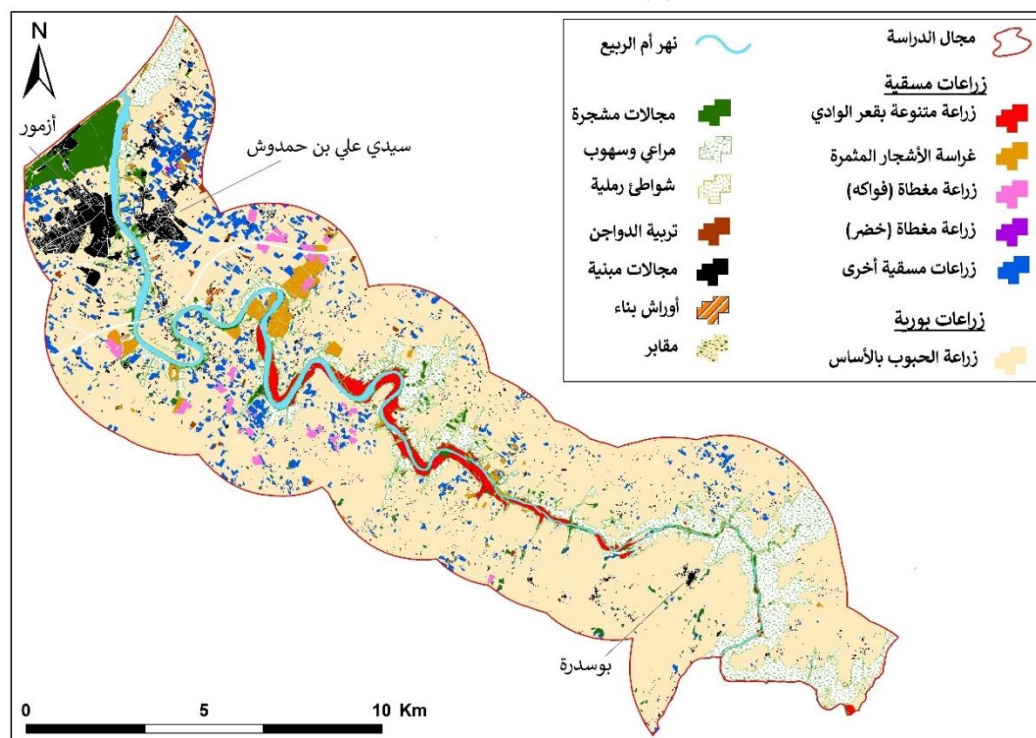 N
أزمور
سيدي علي بن حمدوش
بوسدرة
0 5 10 Km
مجال الدراسة
زراعات مسقية
زراعة متنوعة بقعر الوادي
غراسة الأشجار المثمرة
زراعة مغطاة (فواكه)
زراعة مغطاة (خضر)
زراعات مسقية أخرى
زراعات بورية
زراعة الحبوب بالأساس
نهر أم الربيع
مجالات مشجرة
مراعي وسهوب
شواطئ رملية
تربية الدواجن
مجالات مبنية
أوراش بناء
مقابر